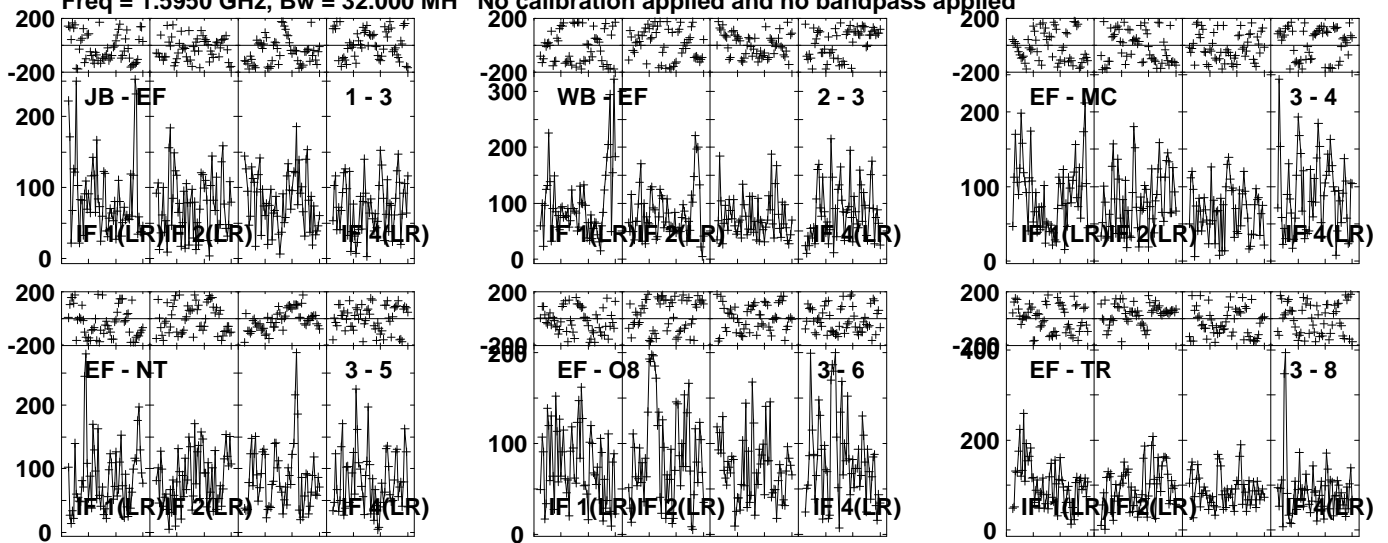 Freq = 1.5950 GHz, Bw = 32.000 MH No calibration applied and no bandpass applied
200 200 200
-200 -200 -200
JB - EF 1 - 3 WB - EF 2 - 3 EF - MC 3 - 4
200 300 200
100 200 100
0 100 0
0
IF 1(LR) IF 2(LR) IF 4(LR) IF 1(LR) IF 2(LR) IF 4(LR) IF 1(LR) IF 2(LR) IF 4(LR)
200 200 200
-200 -200 -200
200 400
EF - NT 3 - 5 EF - O8 3 - 6 EF - TR 3 - 8
200 100 200
100 0 0
0
IF 1(LR) IF 2(LR) IF 4(LR) IF 1(LR) IF 2(LR) IF 4(LR) IF 1(LR) IF 2(LR) IF 4(LR)